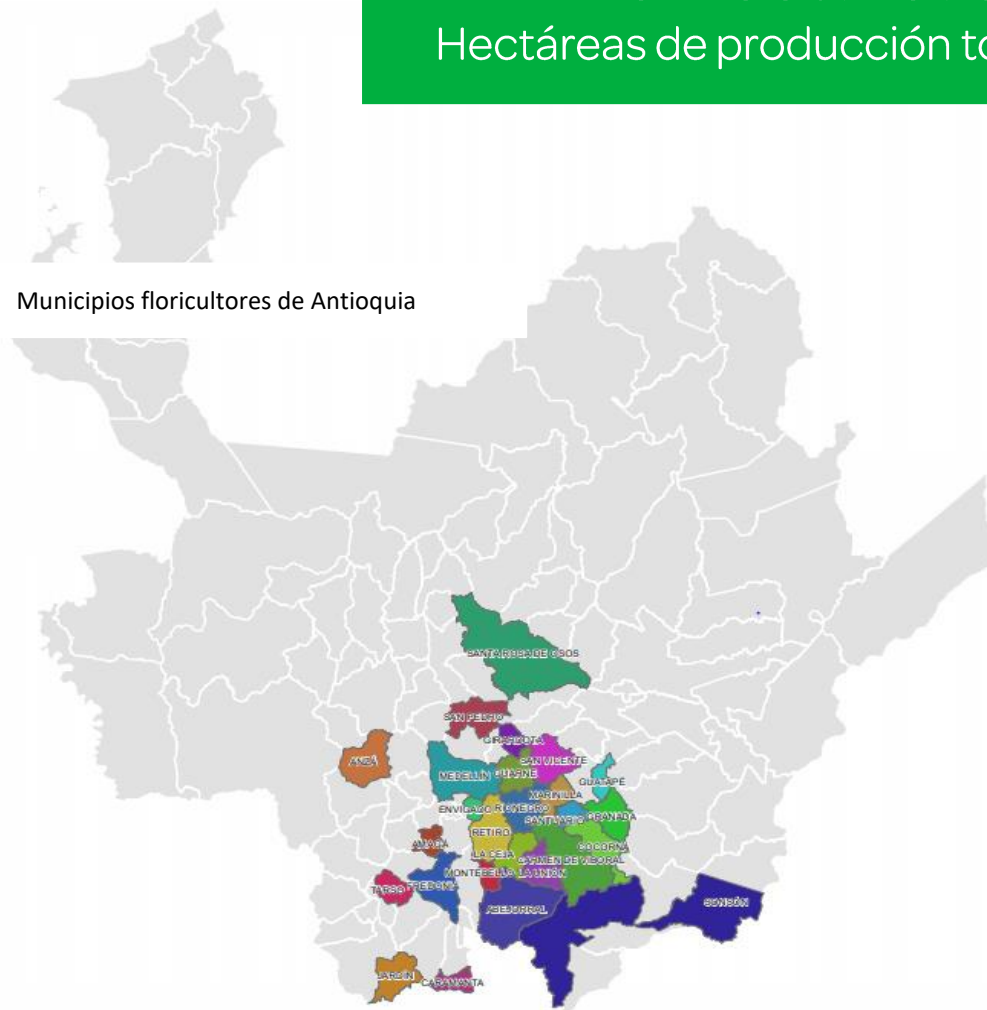 Hectáreas de producción to
Municipios floricultores de Antioquia
SANTA ROSA DE OSOS
SAN PEDRO
GIRARDOTA
SAN VICENTE
ANZÁ
MEDELLÍN
GUARNE
GUATAPÉ
MARINILLA
ENVIGADO
RIONEGRO
SANTUARIO
GRANADA
RETIRO
AMAGÁ
COCORNÁ
LA CEJA
CARMEN DE VIBORAL
MONTEBELLO
LA UNIÓN
TARSO
FREDONIA
ABEJORRAL
SONSÓN
JARDÍN
CARAMANTA